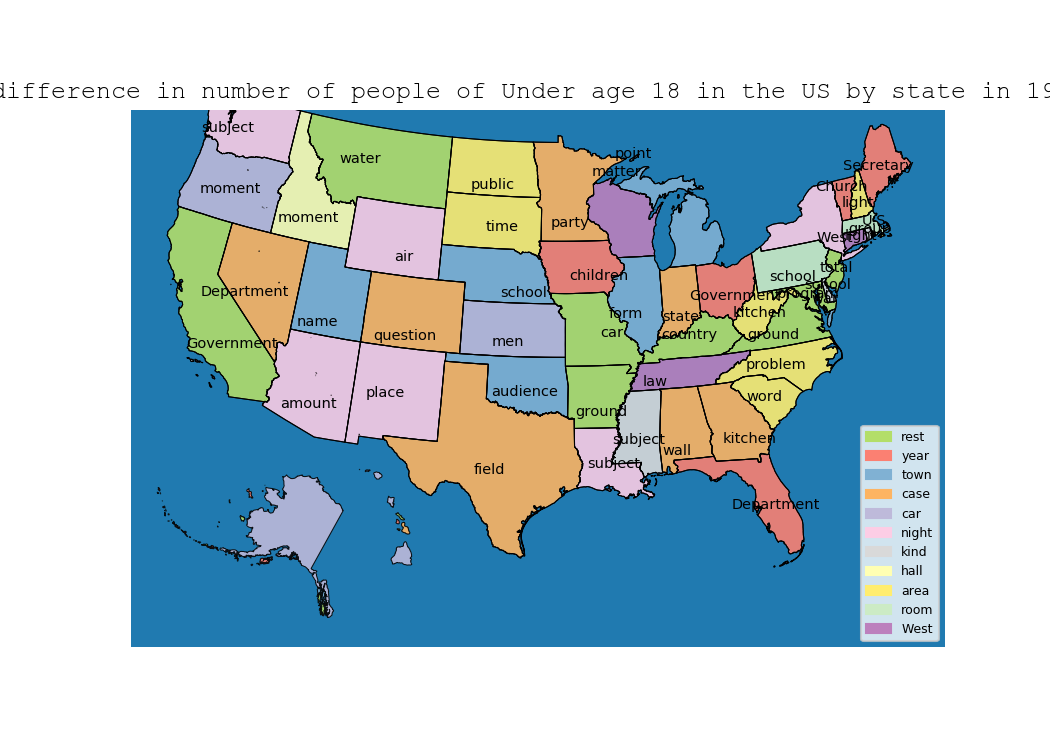 difference in number of people of Under age 18 in the US by state in 19
subject
water
point
matter
Secretary
moment
public
Church
light
moment
time
party
U.S.
group
West
air
children
total
school
school
Department
school
Government
program
name
form
state
kitchen
question
car
country
ground
Government
men
2
problem
amount
place
audience
law
word
ground
subject
kitchen
wall
field
subject
Department
rest
year
town
case
car
night
kind
hall
area
room
West